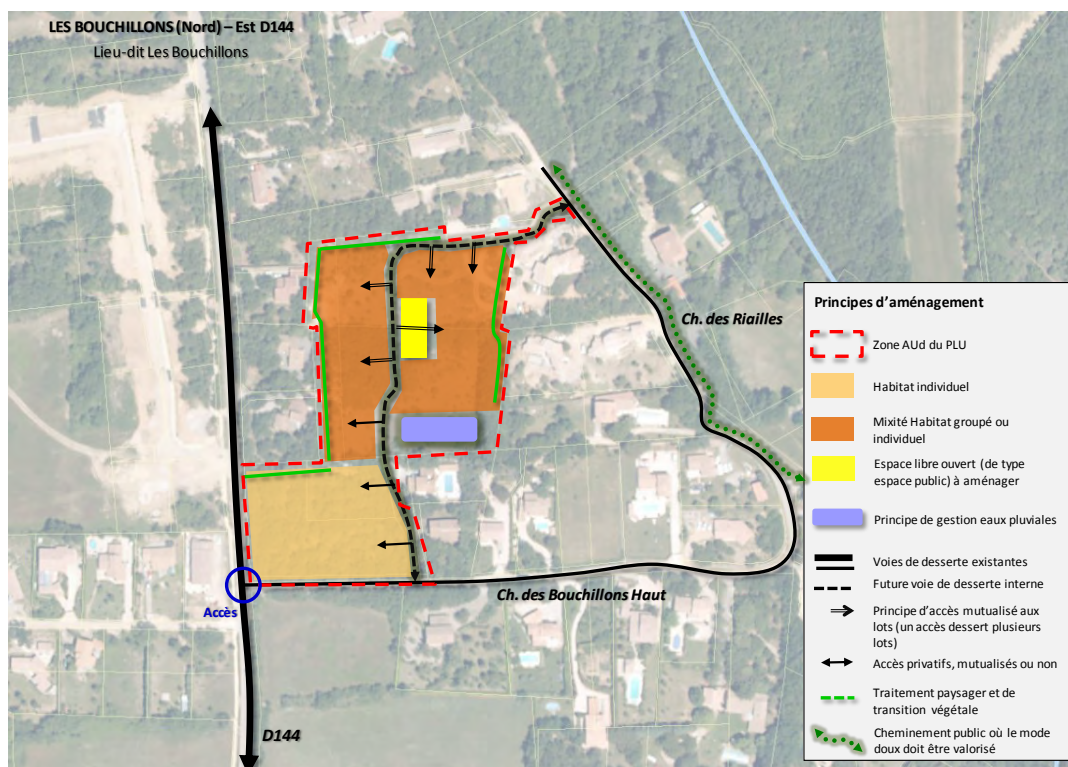 LES BOUCHILLONS (Nord) – Est D144
Lieu-dit Les Bouchillons
Ch. des Riailles
Accès
Ch. des Bouchillons Haut
D144
Principes d'aménagement
Zone AUd du PLU
Habitat individuel
Mixité Habitat groupé ou
individuel
Espace libre ouvert (de type
espace public) à aménager
Principe de gestion eaux pluviales
Voies de desserte existantes
Future voie de desserte interne
Principe d'accès mutualisé aux
lots (un accès dessert plusieurs
lots)
Accès privatifs, mutualisés ou non
Traitement paysager et de
transition végétale
Cheminement public où le mode
doux doit être valorisé